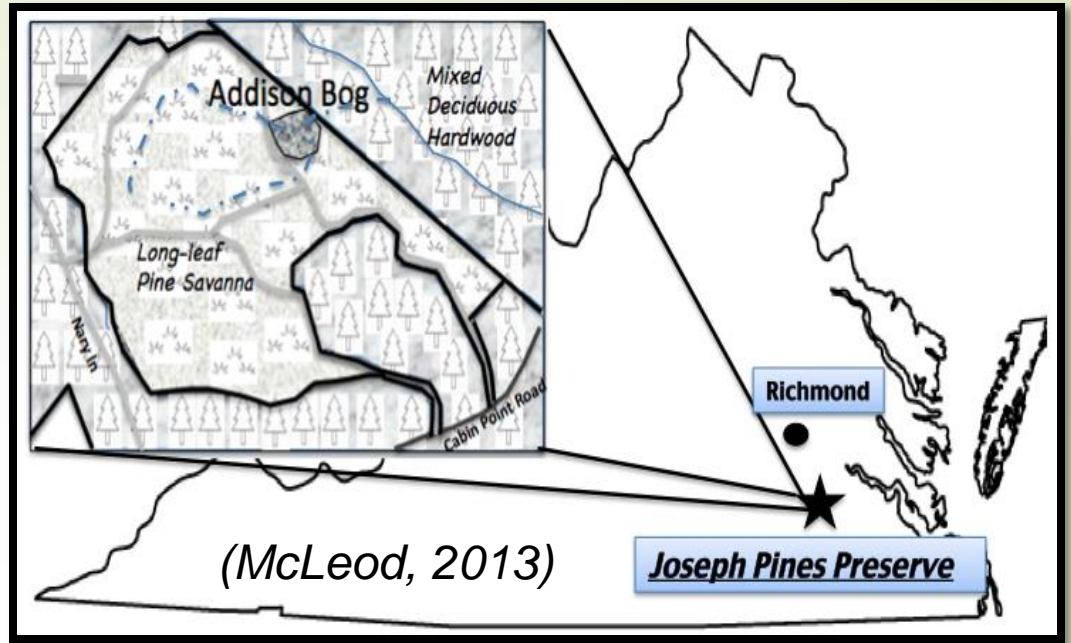 Addison Bog
Mixed
Deciduous
Hardwood
Long-leaf
Pine Savanna
Nary ln
Cabin Point Road
Richmond
(McLeod, 2013)
Joseph Pines Preserve